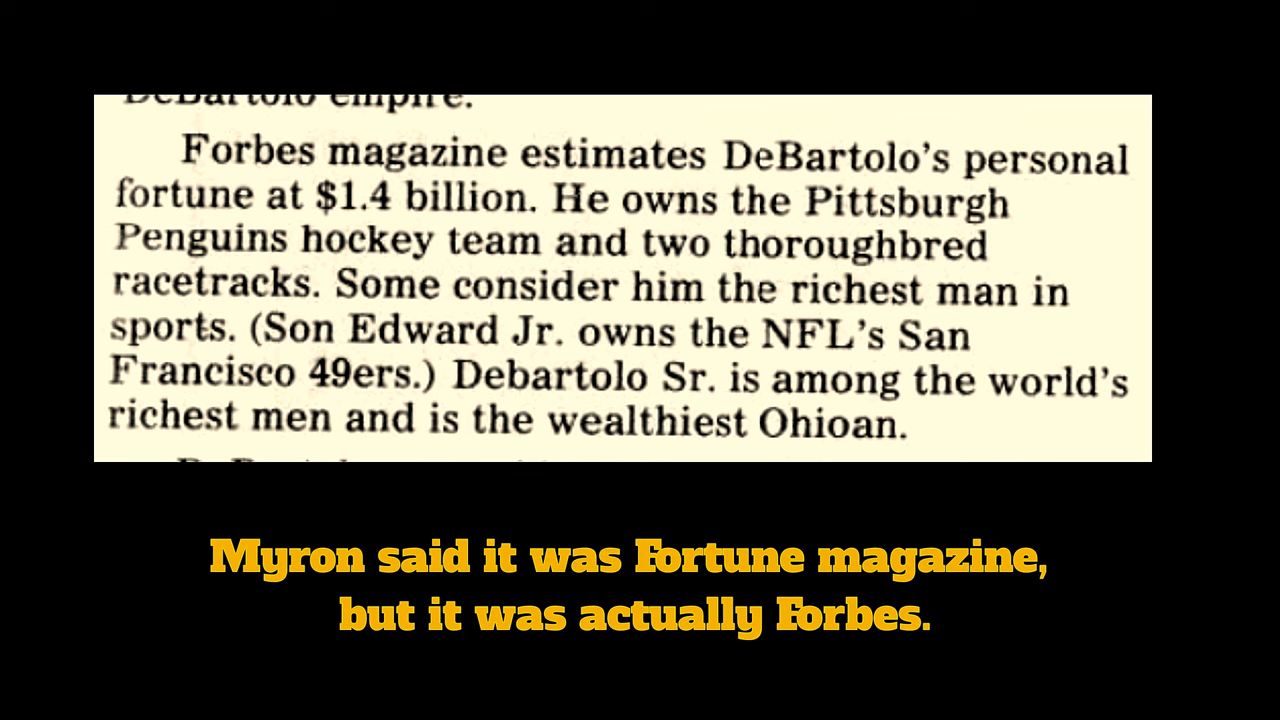 DeBartolo empire.
Forbes magazine estimates DeBartolo's personal
fortune at $1.4 billion. He owns the Pittsburgh
Penguins hockey team and two thoroughbred
racetracks. Some consider him the richest man in
sports. (Son Edward Jr. owns the NFL's San
Francisco 49ers.) Debartolo Sr. is among the world's
richest men and is the wealthiest Ohioan.
Myron said it was Fortune magazine,
but it was actually Forbes.